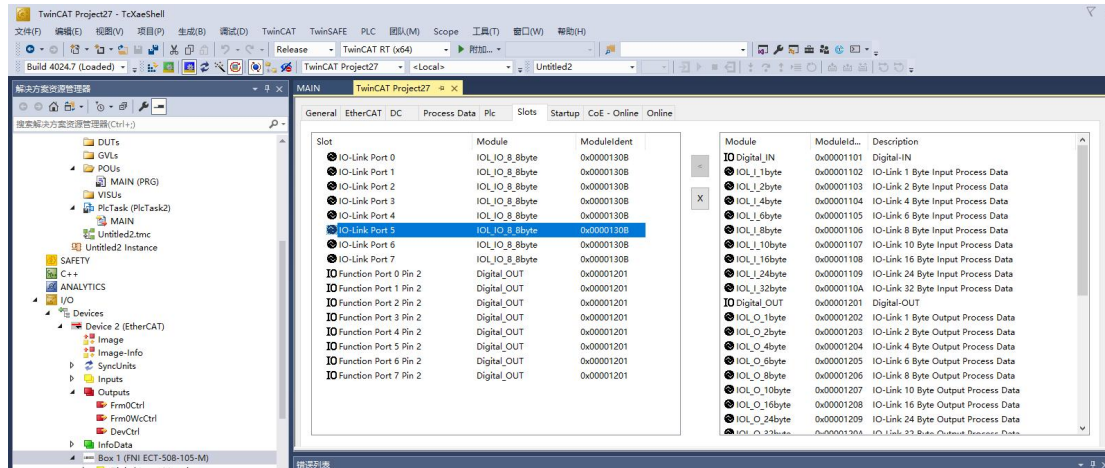 TwinCAT Project27 - TcXaeShell
文件(F) 编辑(E) 视图(V) 项目(P) 生成(B) 调试(D) TwinCAT TwinSAFE PLC 团队(M) Scope 工具(T) 窗口(W) 帮助(H)
Release TwinCAT RT (x64) 附加...
Build 4024.7 (Loaded) TwinCAT Project27 <Local> Untitled2
解决方案资源管理器
搜索解决方案资源管理器(Ctrl+;)
DUTs
GVLs
POUs
MAIN (PRG)
VISUs
PlcTask (PlcTask2)
MAIN
Untitled2.tmc
Untitled2 Instance
SAFETY
C++
ANALYTICS
I/O
Devices
Device 2 (EtherCAT)
Image
Image-Info
SyncUnits
Inputs
Outputs
Frm0Ctrl
Frm0WcCtrl
DevCtrl
InfoData
Box 1 (FNI ECT-508-105-M)
MAIN TwinCAT Project27
General EtherCAT DC Process Data Plc Slots Startup CoE - Online Online
Slot Module ModuleIdent
IO-Link Port 0 IOL_IO_8_8byte 0x0000130B
IO-Link Port 1 IOL_IO_8_8byte 0x0000130B
IO-Link Port 2 IOL_IO_8_8byte 0x0000130B
IO-Link Port 3 IOL_IO_8_8byte 0x0000130B
IO-Link Port 4 IOL_IO_8_8byte 0x0000130B
IO-Link Port 5 IOL_IO_8_8byte 0x0000130B
IO-Link Port 6 IOL_IO_8_8byte 0x0000130B
IO-Link Port 7 IOL_IO_8_8byte 0x0000130B
IO Function Port 0 Pin 2 Digital_OUT 0x00001201
IO Function Port 1 Pin 2 Digital_OUT 0x00001201
IO Function Port 2 Pin 2 Digital_OUT 0x00001201
IO Function Port 3 Pin 2 Digital_OUT 0x00001201
IO Function Port 4 Pin 2 Digital_OUT 0x00001201
IO Function Port 5 Pin 2 Digital_OUT 0x00001201
IO Function Port 6 Pin 2 Digital_OUT 0x00001201
IO Function Port 7 Pin 2 Digital_OUT 0x00001201
<
X
Module ModuleId... Description
IO Digital_IN 0x00001101 Digital-IN
IOL_I_1byte 0x00001102 IO-Link 1 Byte Input Process Data
IOL_I_2byte 0x00001103 IO-Link 2 Byte Input Process Data
IOL_I_4byte 0x00001104 IO-Link 4 Byte Input Process Data
IOL_I_6byte 0x00001105 IO-Link 6 Byte Input Process Data
IOL_I_8byte 0x00001106 IO-Link 8 Byte Input Process Data
IOL_I_10byte 0x00001107 IO-Link 10 Byte Input Process Data
IOL_I_16byte 0x00001108 IO-Link 16 Byte Input Process Data
IOL_I_24byte 0x00001109 IO-Link 24 Byte Input Process Data
IOL_I_32byte 0x0000110A IO-Link 32 Byte Input Process Data
IO Digital_OUT 0x00001201 Digital-OUT
IOL_O_1byte 0x00001202 IO-Link 1 Byte Output Process Data
IOL_O_2byte 0x00001203 IO-Link 2 Byte Output Process Data
IOL_O_4byte 0x00001204 IO-Link 4 Byte Output Process Data
IOL_O_6byte 0x00001205 IO-Link 6 Byte Output Process Data
IOL_O_8byte 0x00001206 IO-Link 8 Byte Output Process Data
IOL_O_10byte 0x00001207 IO-Link 10 Byte Output Process Data
IOL_O_16byte 0x00001208 IO-Link 16 Byte Output Process Data
IOL_O_24byte 0x00001209 IO-Link 24 Byte Output Process Data
IOL_O_32byte 0x0000120A IO-Link 32 Byte Output Process Data
错误列表